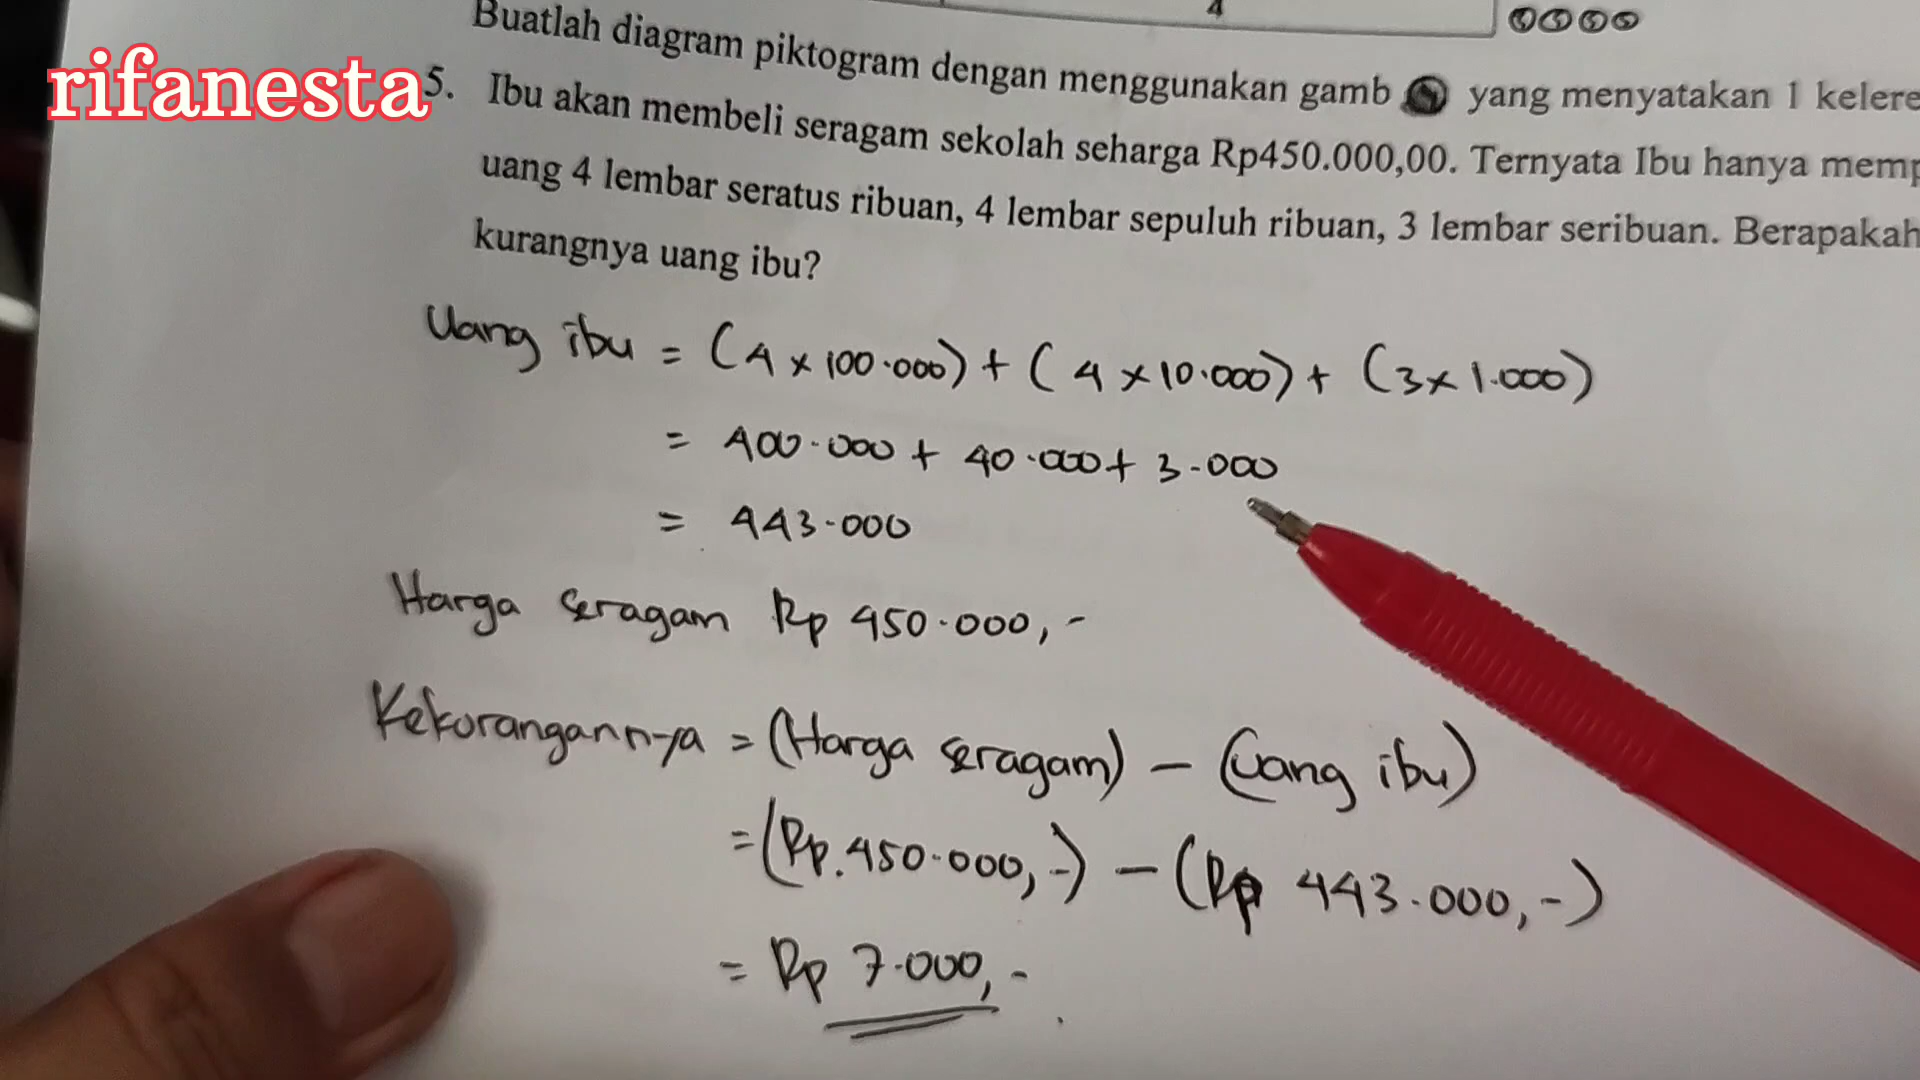 4
Buatlah diagram piktogram dengan menggunakan gamb yang menyatakan 1
rifanesta
5. Ibu akan membeli seragam sekolah seharga Rp450.000,00. Ternyata Ibu hanya
uang 4 lembar seratus ribuan, 4 lembar sepuluh ribuan, 3 lembar seribuan. Berapakah
kurangnya uang ibu?
Uang ibu = (4 x 100.000) + (4 x 10.000) + (3 x 1.000)
= 400.000 + 40.000 + 3.000
= 443.000
Harga seragam Rp 450.000,-
Kekurangannya = (Harga seragam) - (Uang ibu)
= (Rp. 450.000,-) - (Rp 443.000,-)
= Rp 7.000,-